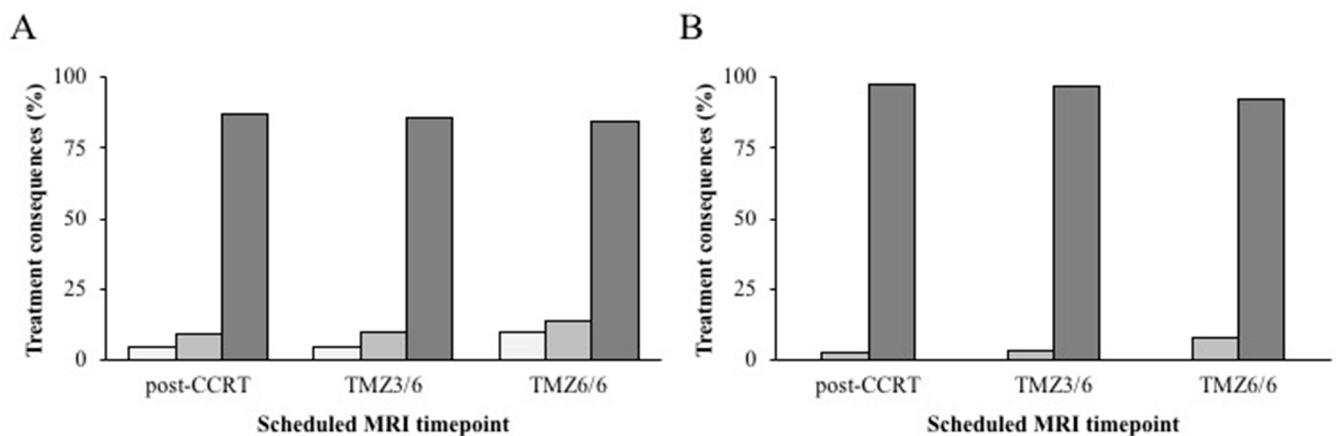 A
Treatment consequences (%)
100
75
50
25
0
post-CCRT TMZ3/6 TMZ6/6
Scheduled MRI timepoint
B
Treatment consequences (%)
100
75
50
25
0
post-CCRT TMZ3/6 TMZ6/6
Scheduled MRI timepoint